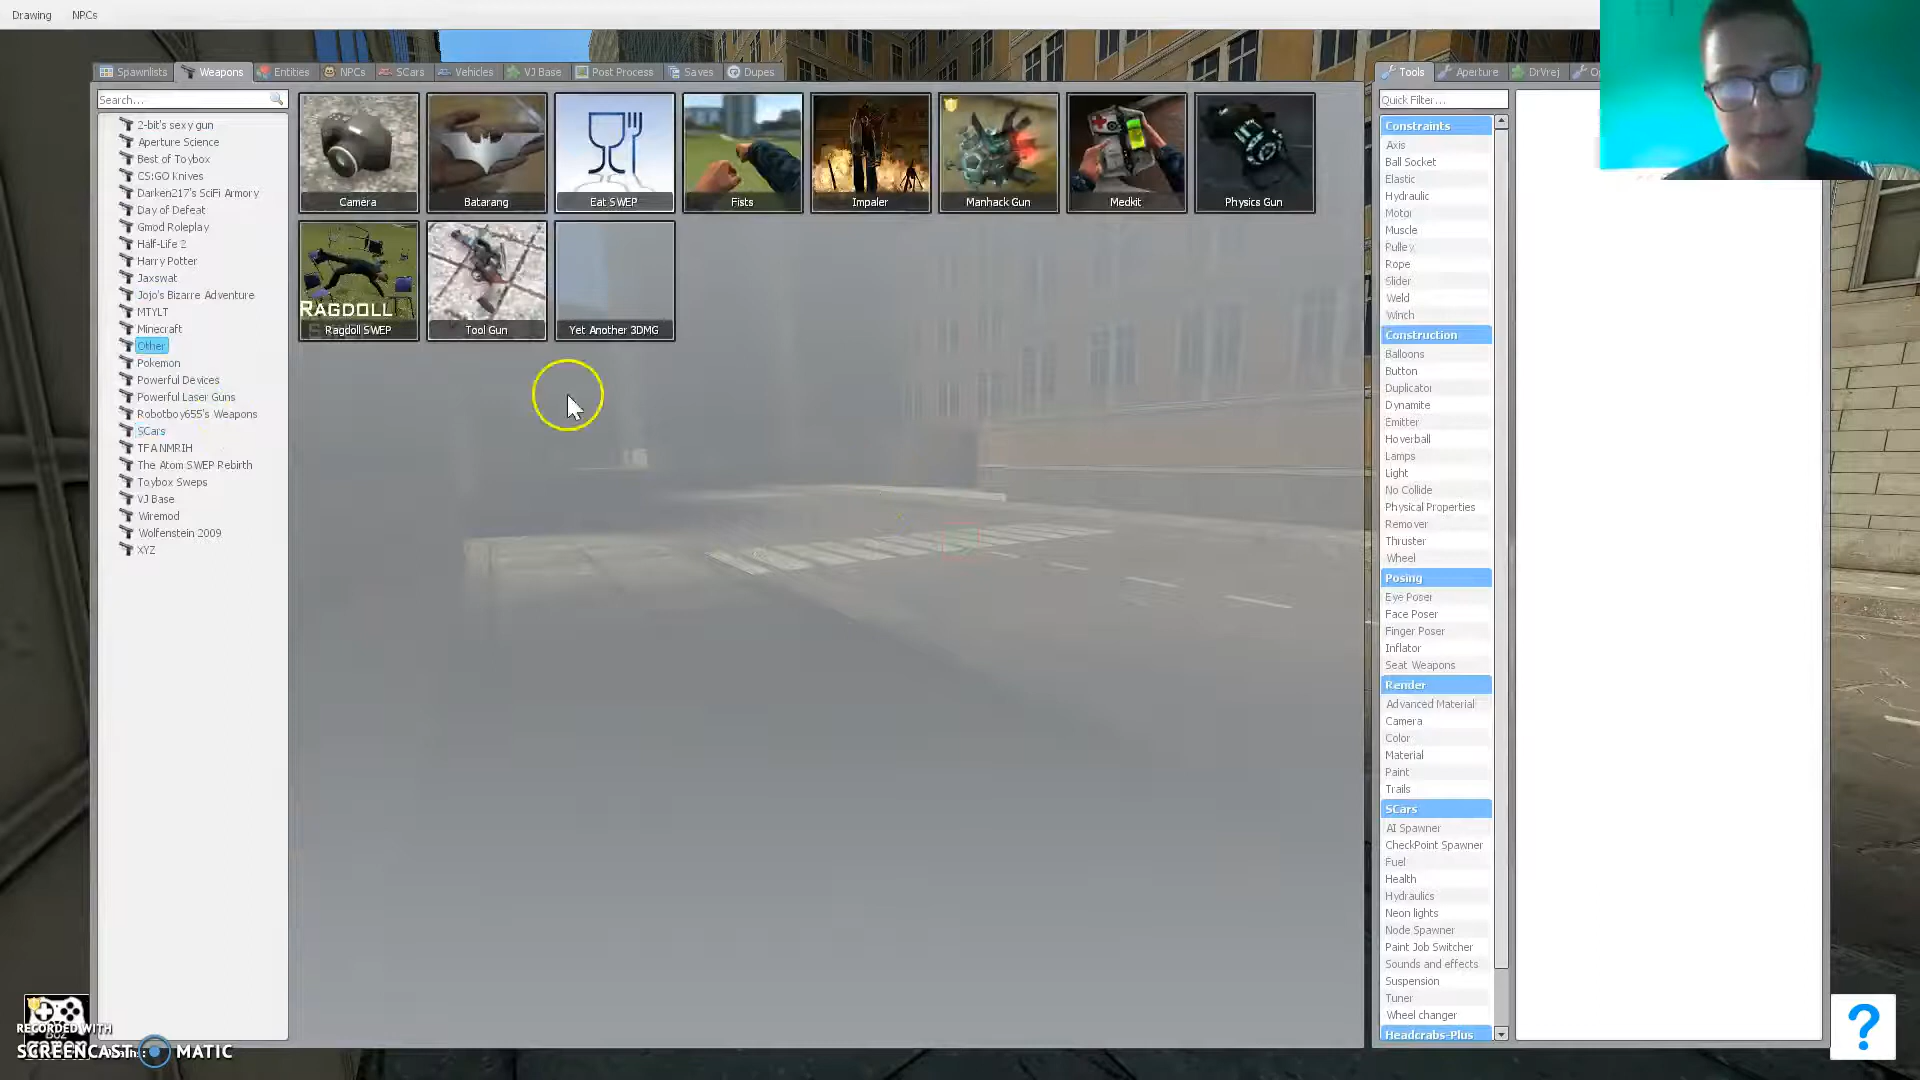 Drawing NPCs
Spawnlists Weapons Entities NPCs SCars Vehicles VJ Base Post Process Saves Dupes
Tools Aperture DrVrej
Search...
Quick Filter...
2-bit's sexy gun
Aperture Science
Best of Toybox
CS:GO Knives
Darken217's SciFi Armory
Day of Defeat
Gmod Roleplay
Half-Life 2
Harry Potter
Jaxswat
Jojo's Bizarre Adventure
MTYLT
Minecraft
Other
Pokemon
Powerful Devices
Powerful Laser Guns
Robotboy655's Weapons
SCars
TFA NMRIH
The Atom SWEP Rebirth
Toybox Sweps
VJ Base
Wiremod
Wolfenstein 2009
XYZ
Camera Batarang Eat SWEP Fists Impaler Manhack Gun Medkit Physics Gun
RAGDOLL
Ragdoll SWEP Tool Gun Yet Another 3DMG
Constraints
Axis
Ball Socket
Elastic
Hydraulic
Motor
Muscle
Pulley
Rope
Slider
Weld
Winch
Construction
Balloons
Button
Duplicator
Dynamite
Emitter
Hoverball
Lamps
Light
No Collide
Physical Properties
Remover
Thruster
Wheel
Posing
Eye Poser
Face Poser
Finger Poser
Inflator
Seat Weapons
Render
Advanced Material
Camera
Color
Material
Paint
Trails
SCars
AI Spawner
CheckPoint Spawner
Fuel
Health
Hydraulics
Neon lights
Node Spawner
Paint Job Switcher
Sounds and effects
Suspension
Tuner
Wheel changer
Headcrabs-Plus
?
RECORDED WITH
SCREENCAST MATIC